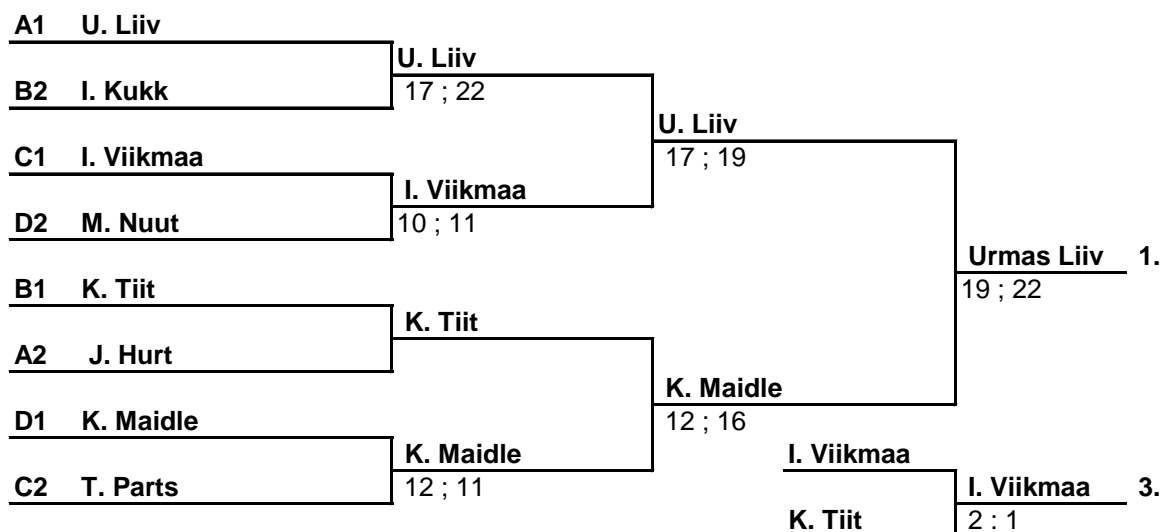 A1 U. Liiv
U. Liiv
B2 I. Kukk
17 ; 22
U. Liiv
C1 I. Viikmaa
17 ; 19
I. Viikmaa
D2 M. Nuut
10 ; 11
Urmas Liiv 1.
B1 K. Tiit
19 ; 22
K. Tiit
A2 J. Hurt
K. Maidle
D1 K. Maidle
12 ; 16
K. Maidle
I. Viikmaa
C2 T. Parts
12 ; 11
I. Viikmaa 3.
K. Tiit
2 : 1